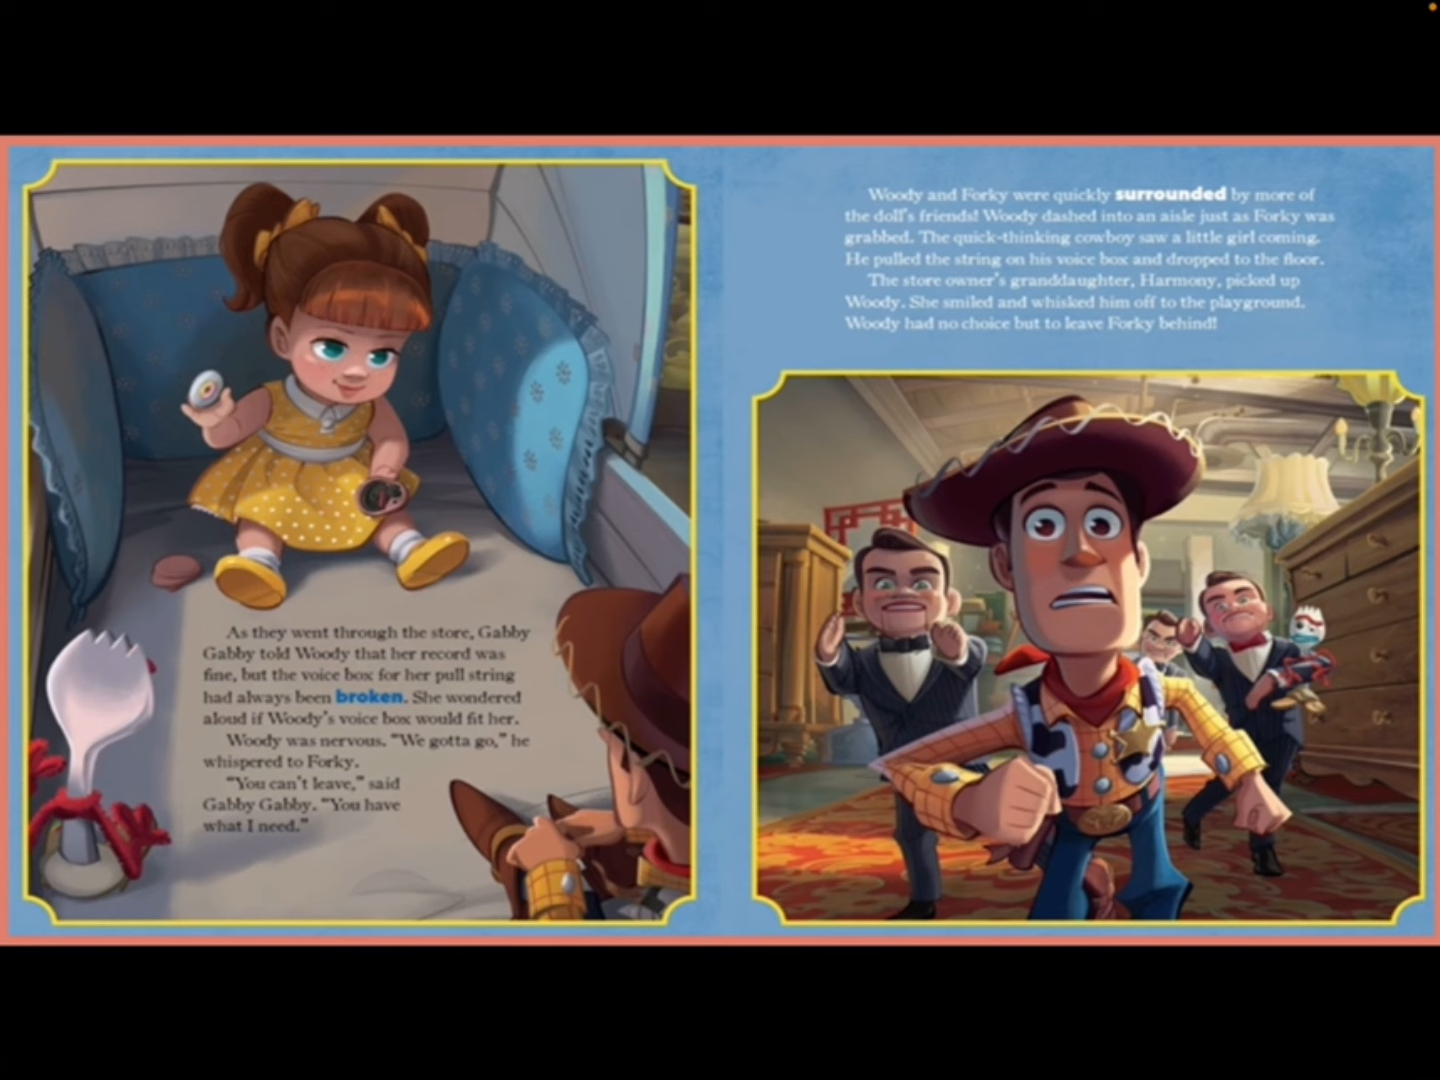 As they went through the store, Gabby
Gabby told Woody that her record was
fine, but the voice box for her pull string
had always been broken. She wondered
aloud if Woody's voice box would fit her.
Woody was nervous. "We gotta go," he
whispered to Forky.
"You can't leave," said
Gabby Gabby. "You have
what I need."
Woody and Forky were quickly surrounded by more of
the doll's friends! Woody dashed into an aisle just as Forky was
grabbed. The quick-thinking cowboy saw a little girl coming.
He pulled the string on his voice box and dropped to the floor.
The store owner's granddaughter, Harmony, picked up
Woody. She smiled and whisked him off to the playground.
Woody had no choice but to leave Forky behind!